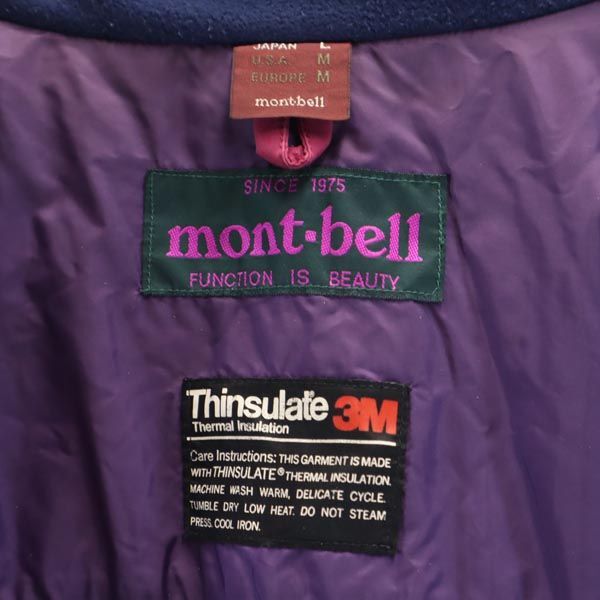 JAPAN L
U.S.A. M
EUROPE M
mont-bell
SINCE 1975
mont-bell
FUNCTION IS BEAUTY
Thinsulate 3M
Thermal Insulation
Care Instructions: THIS GARMENT IS MADE
WITH THINSULATE® THERMAL INSULATION.
MACHINE WASH WARM, DELICATE CYCLE.
TUMBLE DRY LOW HEAT. DO NOT STEAM
PRESS. COOL IRON.